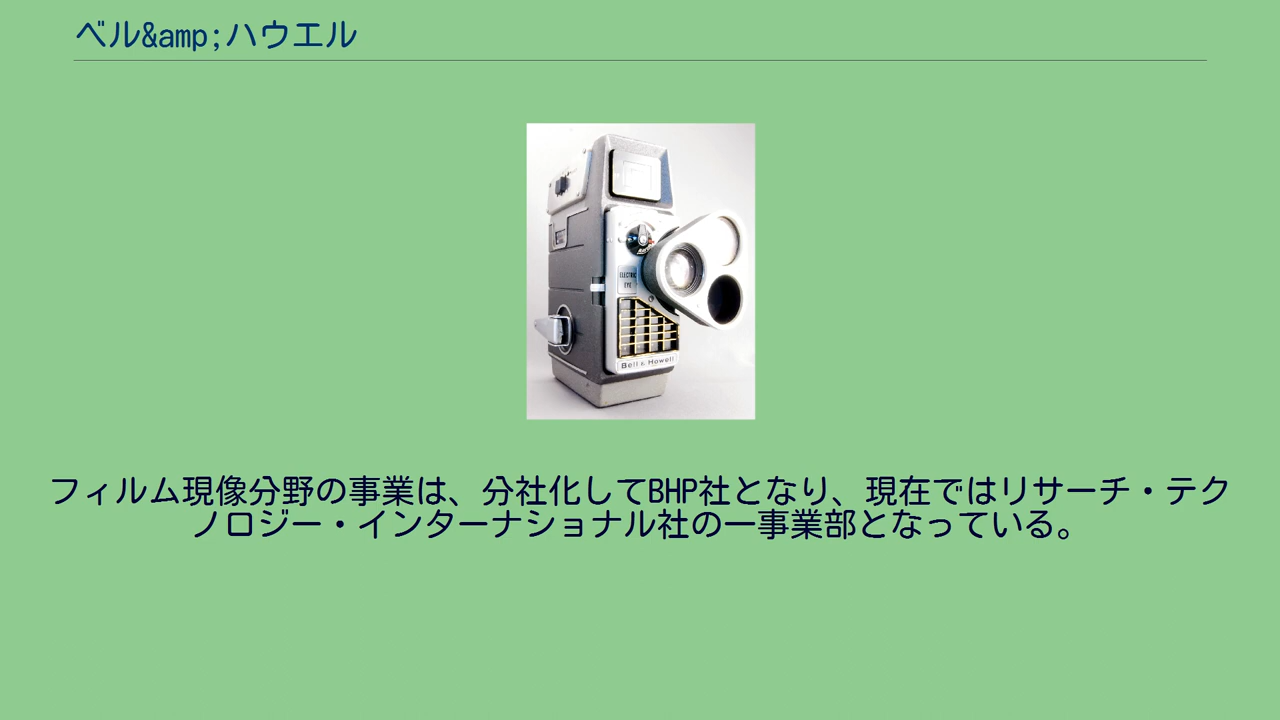 ベル&amp;ハウエル
ELECTRIC
EYE
Bell & Howell
フィルム現像分野の事業は、分社化してBHP社となり、現在ではリサーチ・テク
ノロジー・インターナショナル社の一事業部となっている。